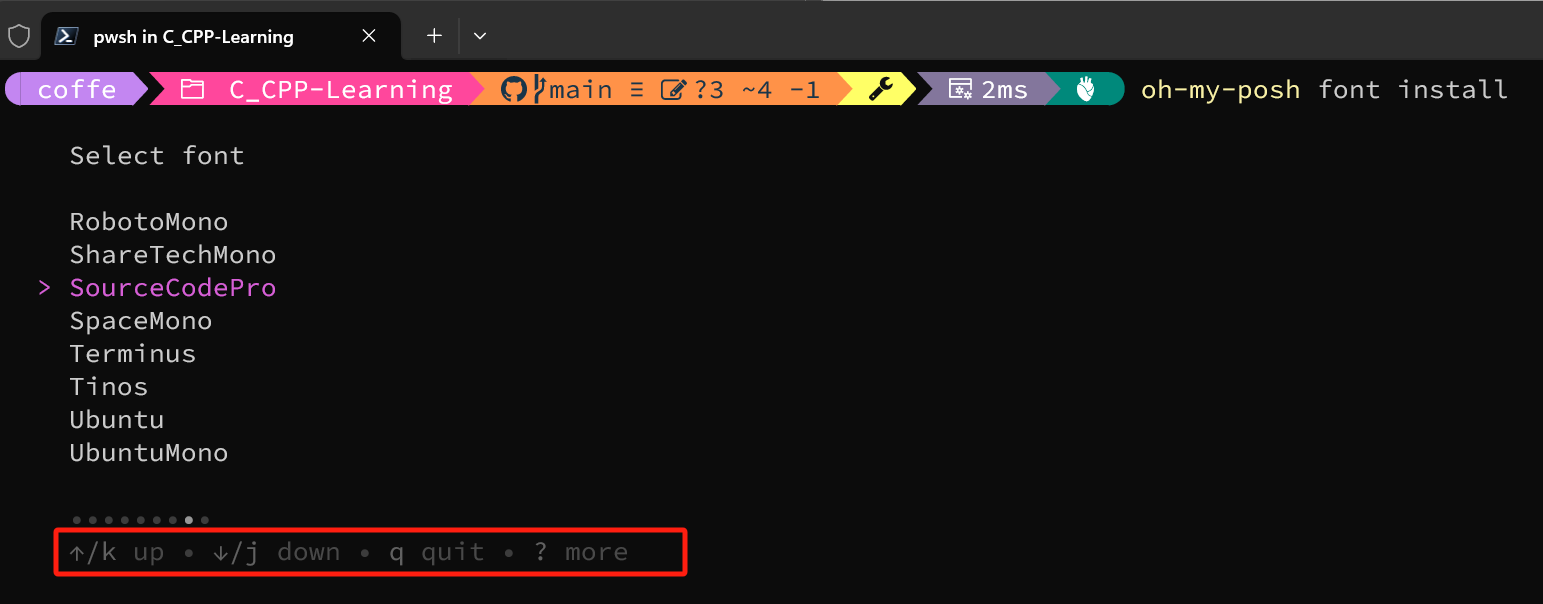 pwsh in C_CPP-Learning
coffe C_CPP-Learning main ≡ ?3 ~4 -1 2ms oh-my-posh font install
Select font
RobotoMono
ShareTechMono
> SourceCodePro
SpaceMono
Terminus
Tinos
Ubuntu
UbuntuMono
↑/k up • ↓/j down • q quit • ? more